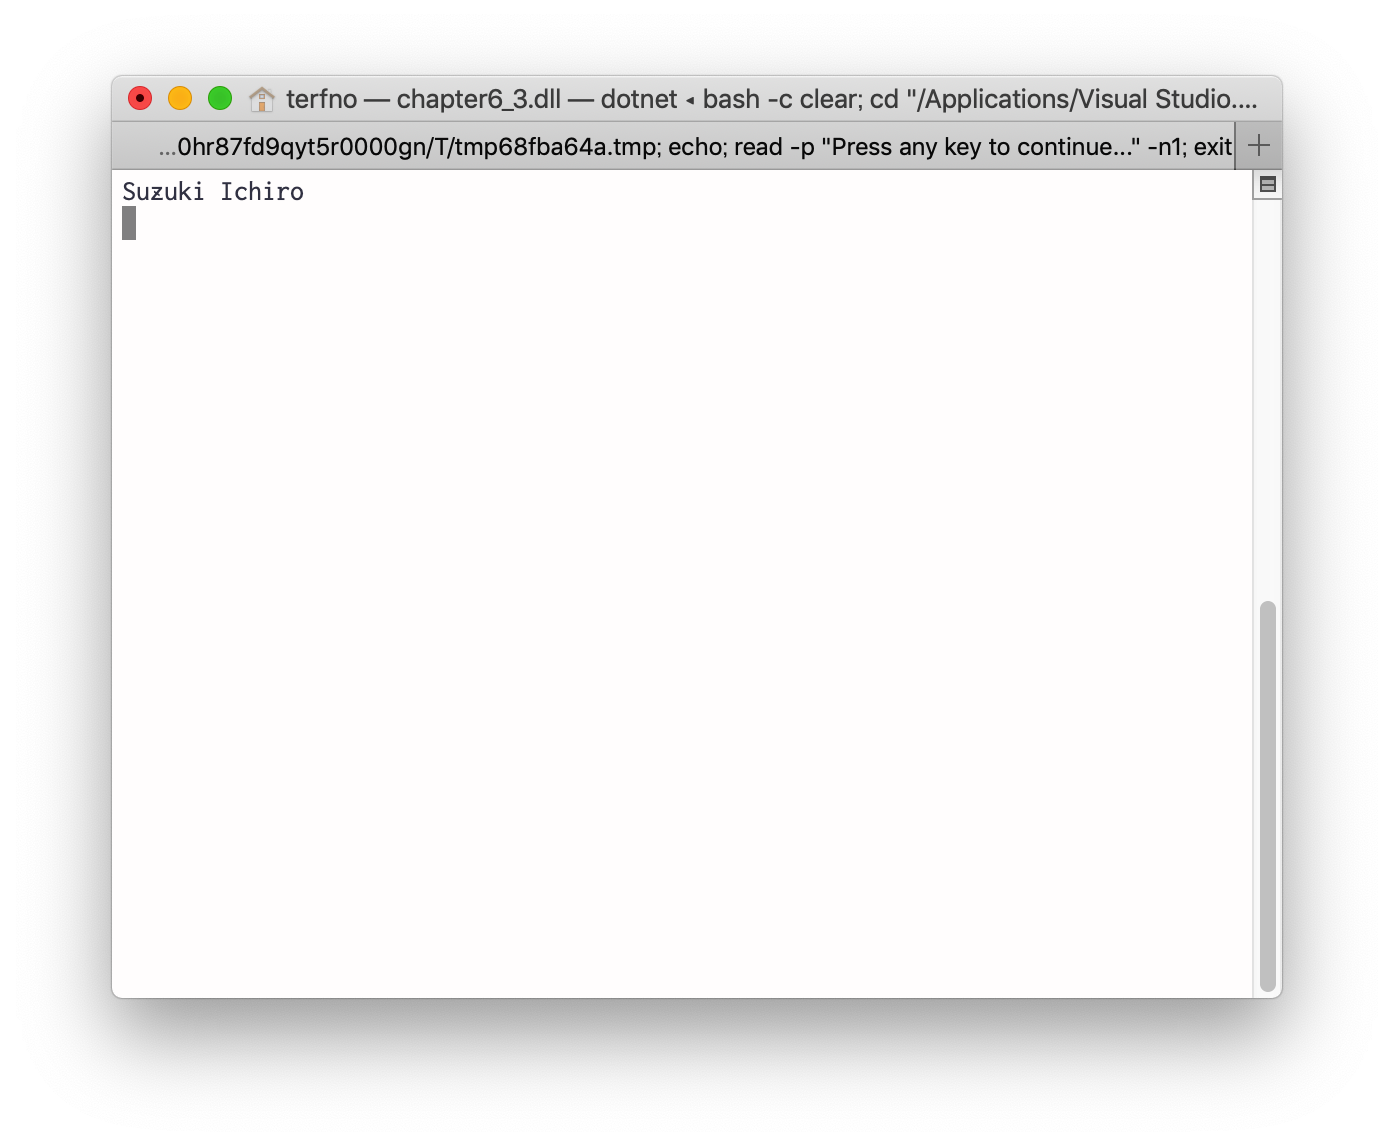 terfno — chapter6_3.dll — dotnet ◂ bash -c clear; cd "/Applications/Visual Studio....
...0hr87fd9qyt5r0000gn/T/tmp68fba64a.tmp; echo; read -p "Press any key to continue..." -n1; exit
Suzuki Ichiro